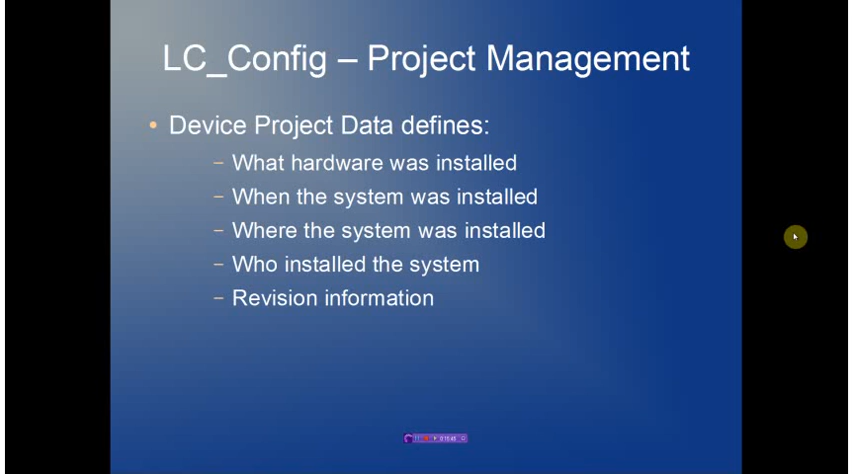 LC_Config – Project Management
• Device Project Data defines:
– What hardware was installed
– When the system was installed
– Where the system was installed
– Who installed the system
– Revision information